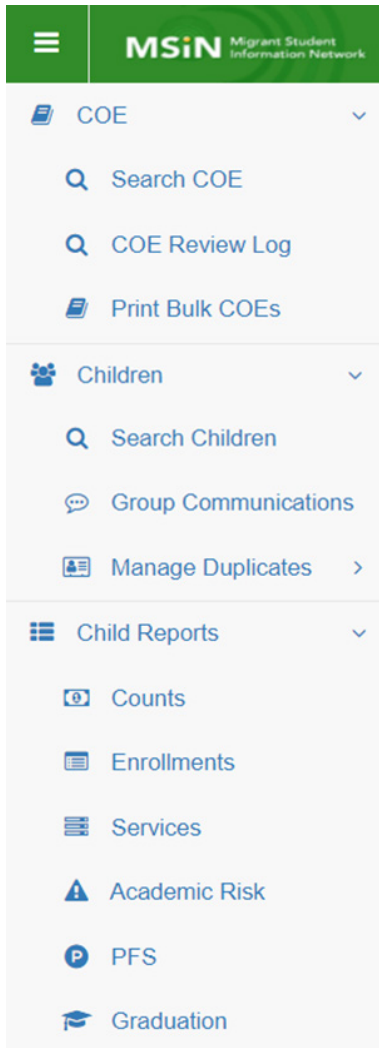 MSiN Migrant Student
Information Network
COE
Search COE
COE Review Log
Print Bulk COEs
Children
Search Children
Group Communications
Manage Duplicates
Child Reports
Counts
Enrollments
Services
Academic Risk
P PFS
Graduation